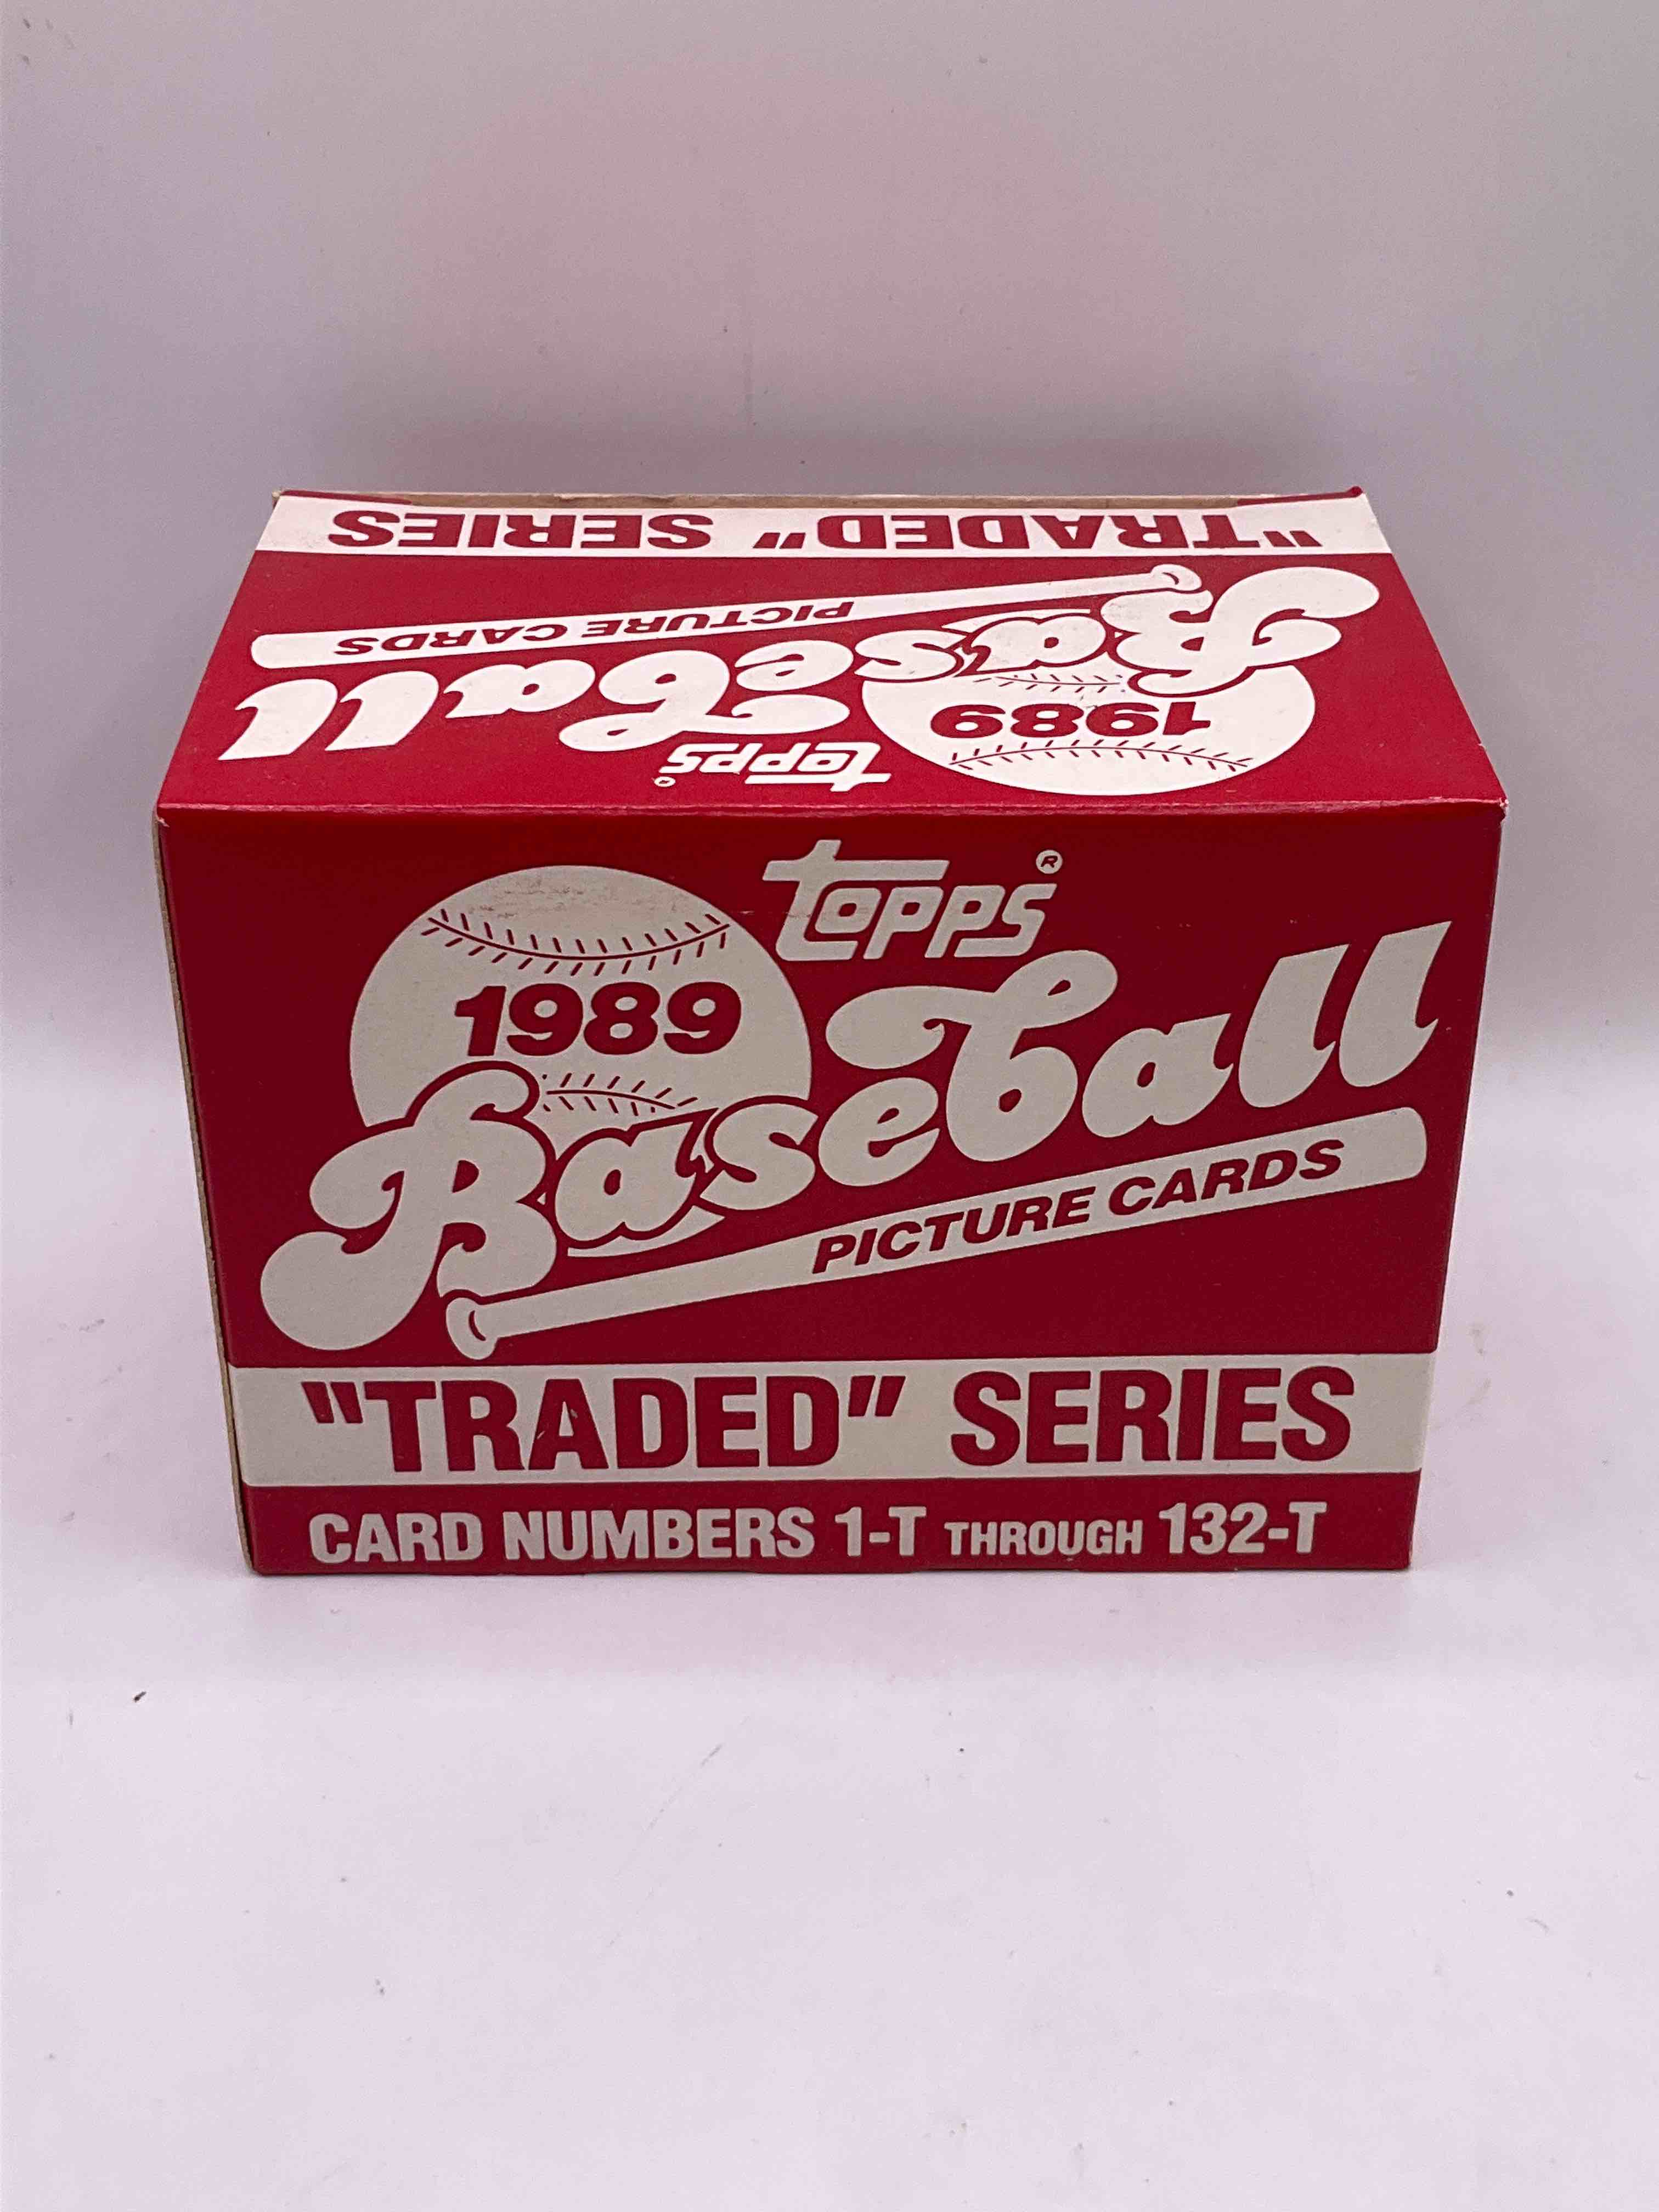 "TRADED" SERIES
PICTURE CARDS
Baseball
1989
topps®
topps®
1989
Baseball
PICTURE CARDS
"TRADED" SERIES
CARD NUMBERS 1-T THROUGH 132-T